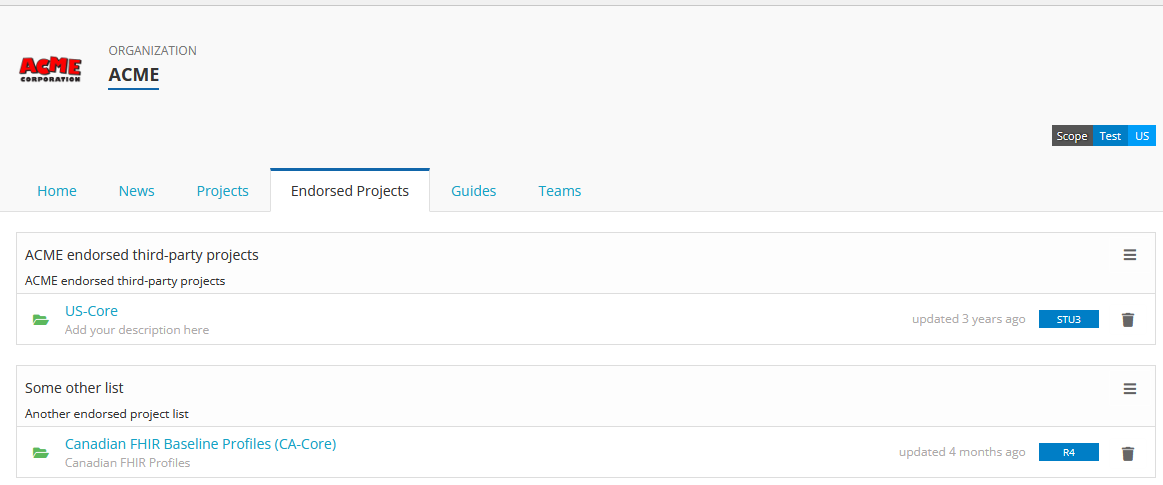 ACME
CORPORATION
ORGANIZATION
ACME
Scope Test US
Home News Projects Endorsed Projects Guides Teams
ACME endorsed third-party projects
ACME endorsed third-party projects
US-Core
Add your description here
updated 3 years ago STU3
Some other list
Another endorsed project list
Canadian FHIR Baseline Profiles (CA-Core)
Canadian FHIR Profiles
updated 4 months ago R4